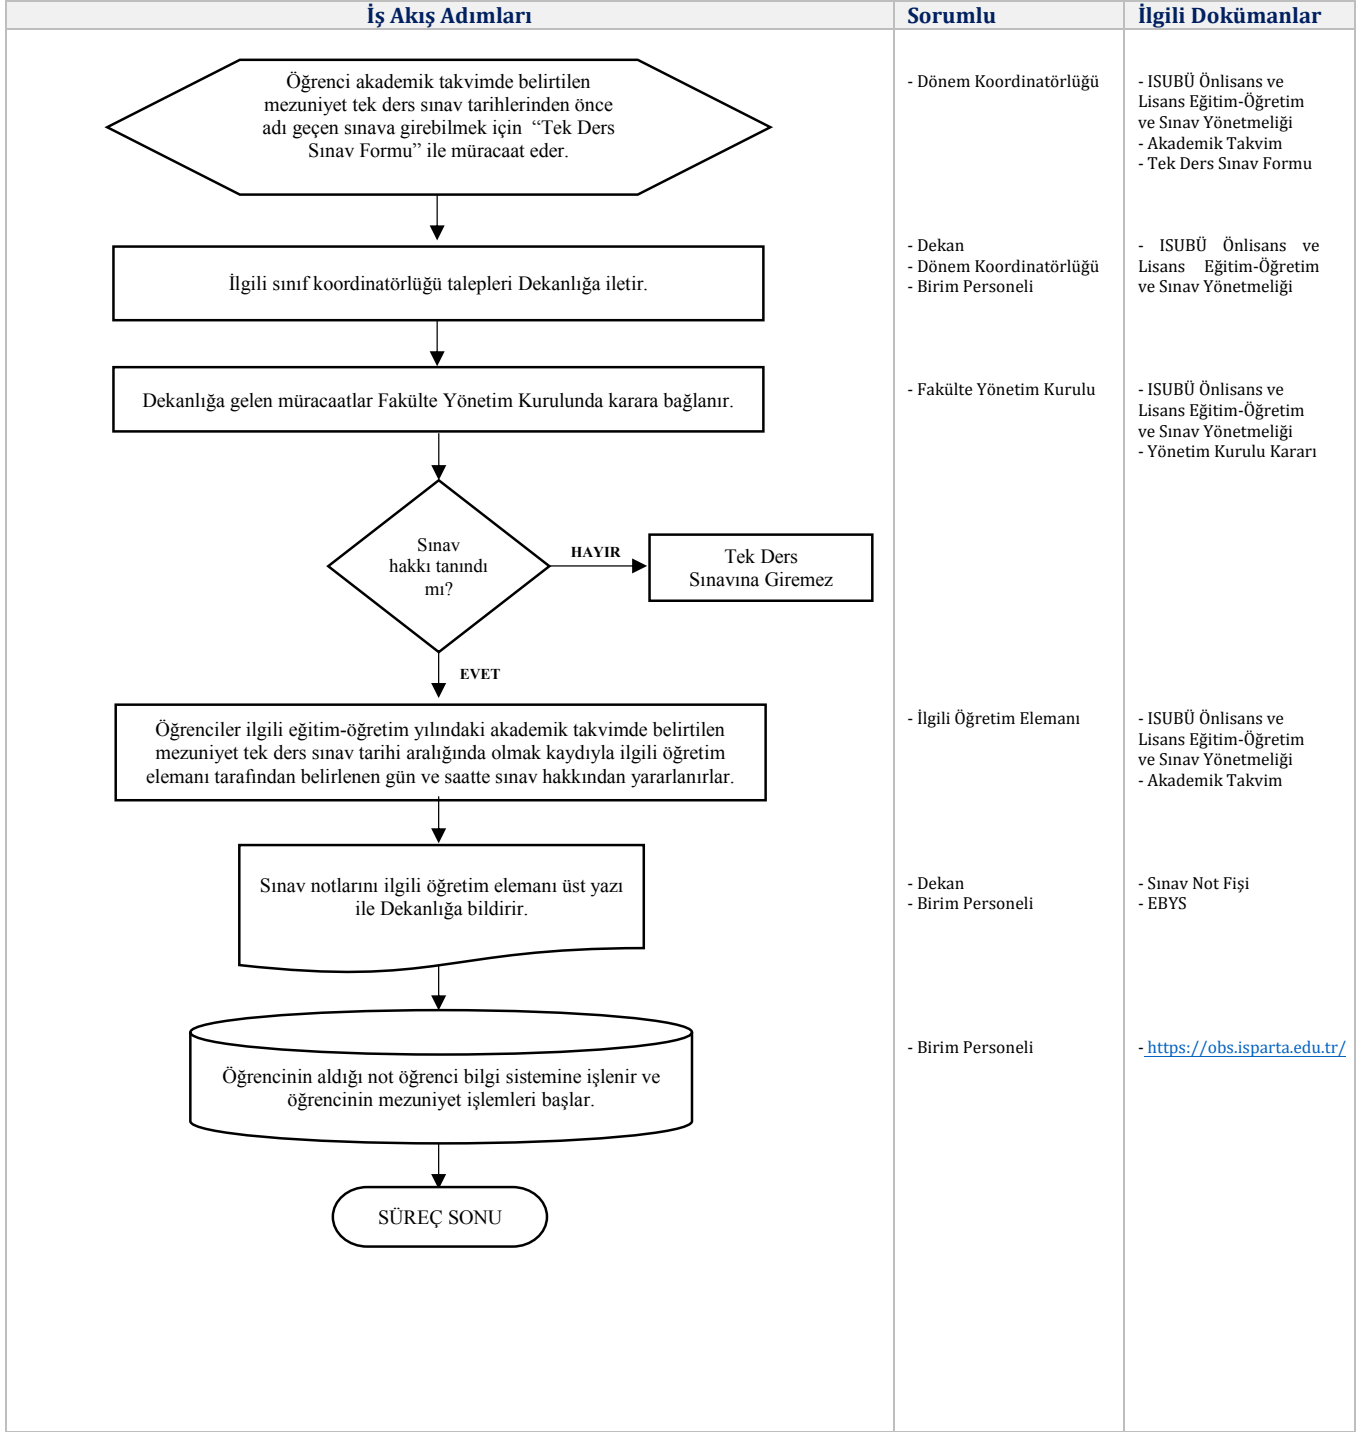 İş Akış Adımları
Sorumlu
İlgili Dokümanlar
Öğrenci akademik takvimde belirtilen
mezuniyet tek ders sınav tarihlerinden önce
adı geçen sınava girebilmek için “Tek Ders
Sınav Formu” ile müracaat eder.
- Dönem Koordinatörlüğü
- ISUBÜ Önlisans ve
Lisans Eğitim-Öğretim
ve Sınav Yönetmeliği
- Akademik Takvim
- Tek Ders Sınav Formu
İlgili sınıf koordinatörlüğü talepleri Dekanlığa iletir.
- Dekan
- Dönem Koordinatörlüğü
- Birim Personeli
- ISUBÜ Önlisans ve
Lisans Eğitim-Öğretim
ve Sınav Yönetmeliği
Dekanlığa gelen müracaatlar Fakülte Yönetim Kurulunda karara bağlanır.
- Fakülte Yönetim Kurulu
- ISUBÜ Önlisans ve
Lisans Eğitim-Öğretim
ve Sınav Yönetmeliği
- Yönetim Kurulu Kararı
Sınav
hakkı tanındı
mı?
HAYIR
Tek Ders
Sınavına Giremez
EVET
Öğrenciler ilgili eğitim-öğretim yılındaki akademik takvimde belirtilen
mezuniyet tek ders sınav tarihi aralığında olmak kaydıyla ilgili öğretim
elemanı tarafından belirlenen gün ve saatte sınav hakkından yararlanırlar.
- İlgili Öğretim Elemanı
- ISUBÜ Önlisans ve
Lisans Eğitim-Öğretim
ve Sınav Yönetmeliği
- Akademik Takvim
Sınav notlarını ilgili öğretim elemanı üst yazı
ile Dekanlığa bildirir.
- Dekan
- Birim Personeli
- Sınav Not Fişi
- EBYS
Öğrencinin aldığı not öğrenci bilgi sistemine işlenir ve
öğrencinin mezuniyet işlemleri başlar.
- Birim Personeli
- https://obs.isparta.edu.tr/
SÜREÇ SONU